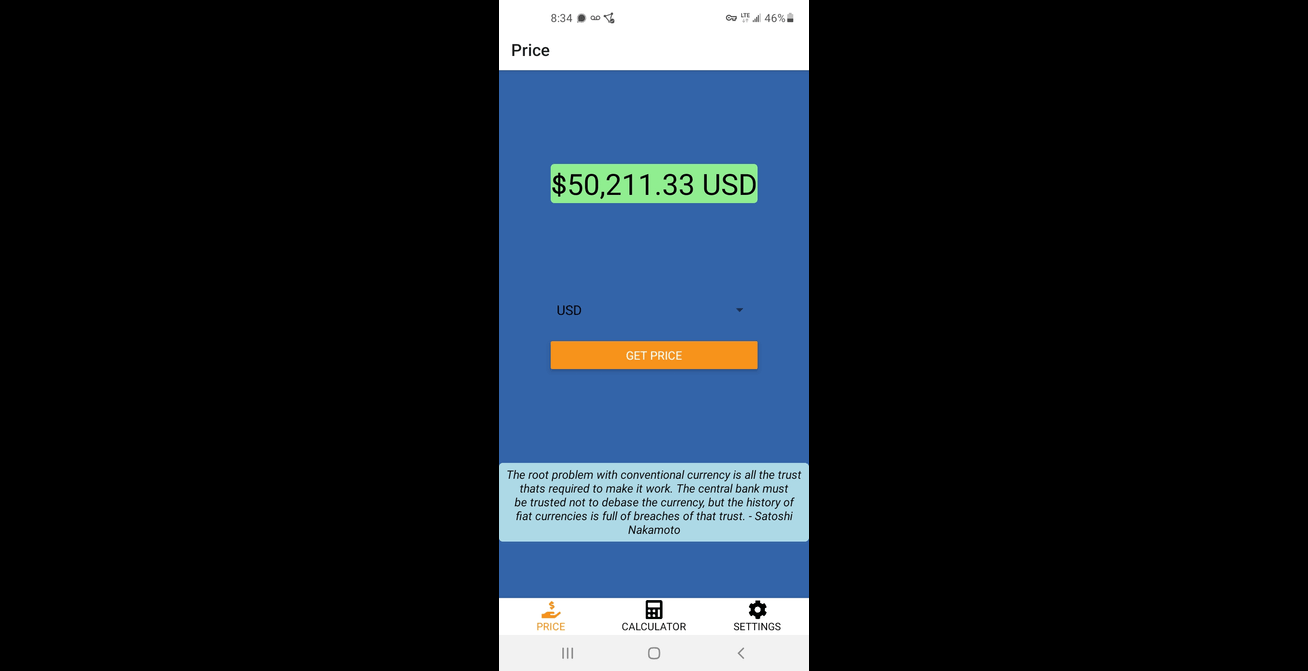 8:34
LTE
46%
Price
$50,211.33 USD
USD
GET PRICE
The root problem with conventional currency is all the trust
thats required to make it work. The central bank must
be trusted not to debase the currency, but the history of
fiat currencies is full of breaches of that trust. - Satoshi
Nakamoto
$
PRICE
CALCULATOR
SETTINGS